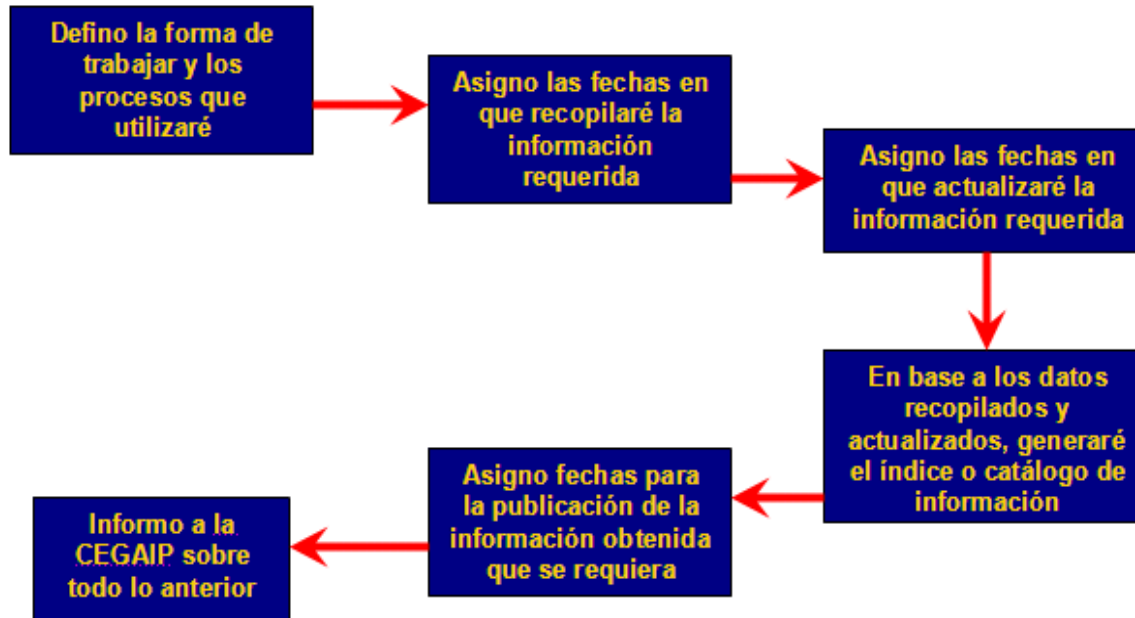 Defino la forma de
trabajar y los
procesos que
utilizaré
Asigno las fechas en
que recopilaré la
información
requerida
Asigno las fechas en
que actualizaré la
información requerida
En base a los datos
recopilados y
actualizados, generaré
el índice o catálogo de
información
Asigno fechas para
la publicación de la
información obtenida
que se requiera
Informo a la
CEGAIP sobre
todo lo anterior